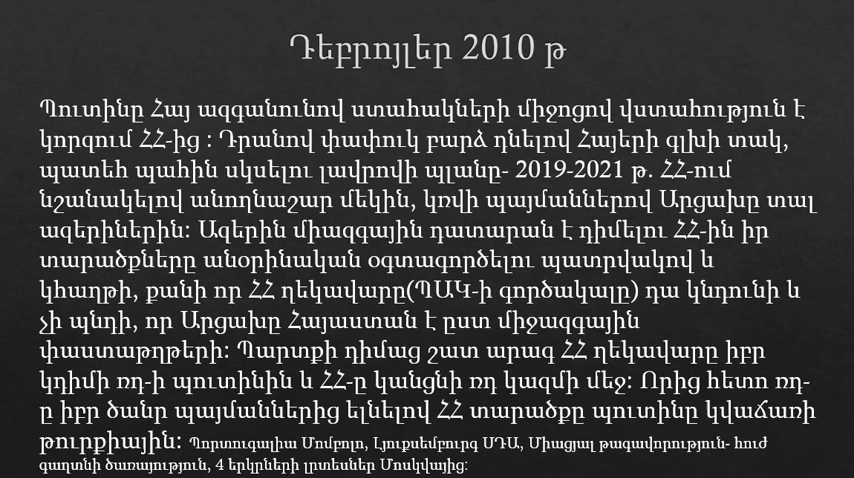 Դեբրոյլեր 2010 թ
Պուտինը Հայ ազգանունով ստահակների միջոցով վստահություն է
կորզում ՀՀ-ից : Դրանով փափուկ բարձ դնելով Հայերի գլխի տակ,
պատեհ պահին սկսելու լավրովի պլանը- 2019-2021 թ. ՀՀ-ում
նշանակելով անողնաշար մեկին, կռվի պայմաններով Արցախը տալ
ազերիներին: Ազերին միազգային դատարան է դիմելու ՀՀ-ին իր
տարածքները անօրինական օգտագործելու պատրվակով և
կհաղթի, քանի որ ՀՀ ղեկավարը(ՊԱԿ-ի գործակալը) դա կնդունի և
չի պնդի, որ Արցախը Հայաստան է ըստ միջազգային
փաստաթղթերի: Պարտքի դիմաց շատ արագ ՀՀ ղեկավարը իբր
կդիմի ռդ-ի պուտինին և ՀՀ-ը կանցնի ռդ կազմի մեջ: Որից հետո ռդ-
ը իբր ծանր պայմաններից ելնելով ՀՀ տարածքը պուտինը կվաճառի
թուրքիային: Պորտուգալիա Մոմբոլո, Լյուքսեմբուրգ ՍԴԱ, Միացյալ թագավորություն- հուժ
գաղտնի ծառայություն, 4 երկրների լրտեսներ Մոսկվայից: